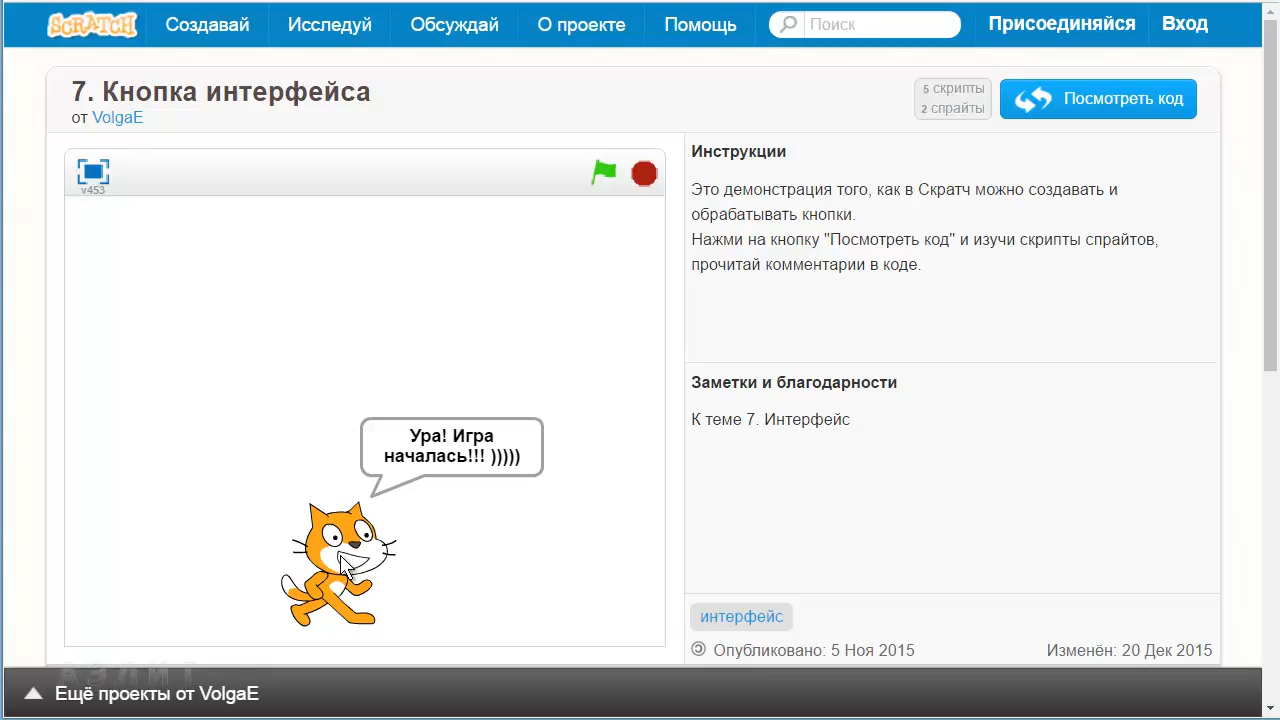 SCRATCH Создавай Исследуй Обсуждай О проекте Помощь Поиск Присоединяйся Вход
7. Кнопка интерфейса
от VolgaE
5 скрипты
2 спрайты
Посмотреть код
v453
Ура! Игра
началась!!! )))))
Инструкции
Это демонстрация того, как в Скратч можно создавать и
обрабатывать кнопки.
Нажми на кнопку "Посмотреть код" и изучи скрипты спрайтов,
прочитай комментарии в коде.
Заметки и благодарности
К теме 7. Интерфейс
интерфейс
Опубликовано: 5 Ноя 2015 Изменён: 20 Дек 2015
АЭЛИТ
Ещё проекты от VolgaE